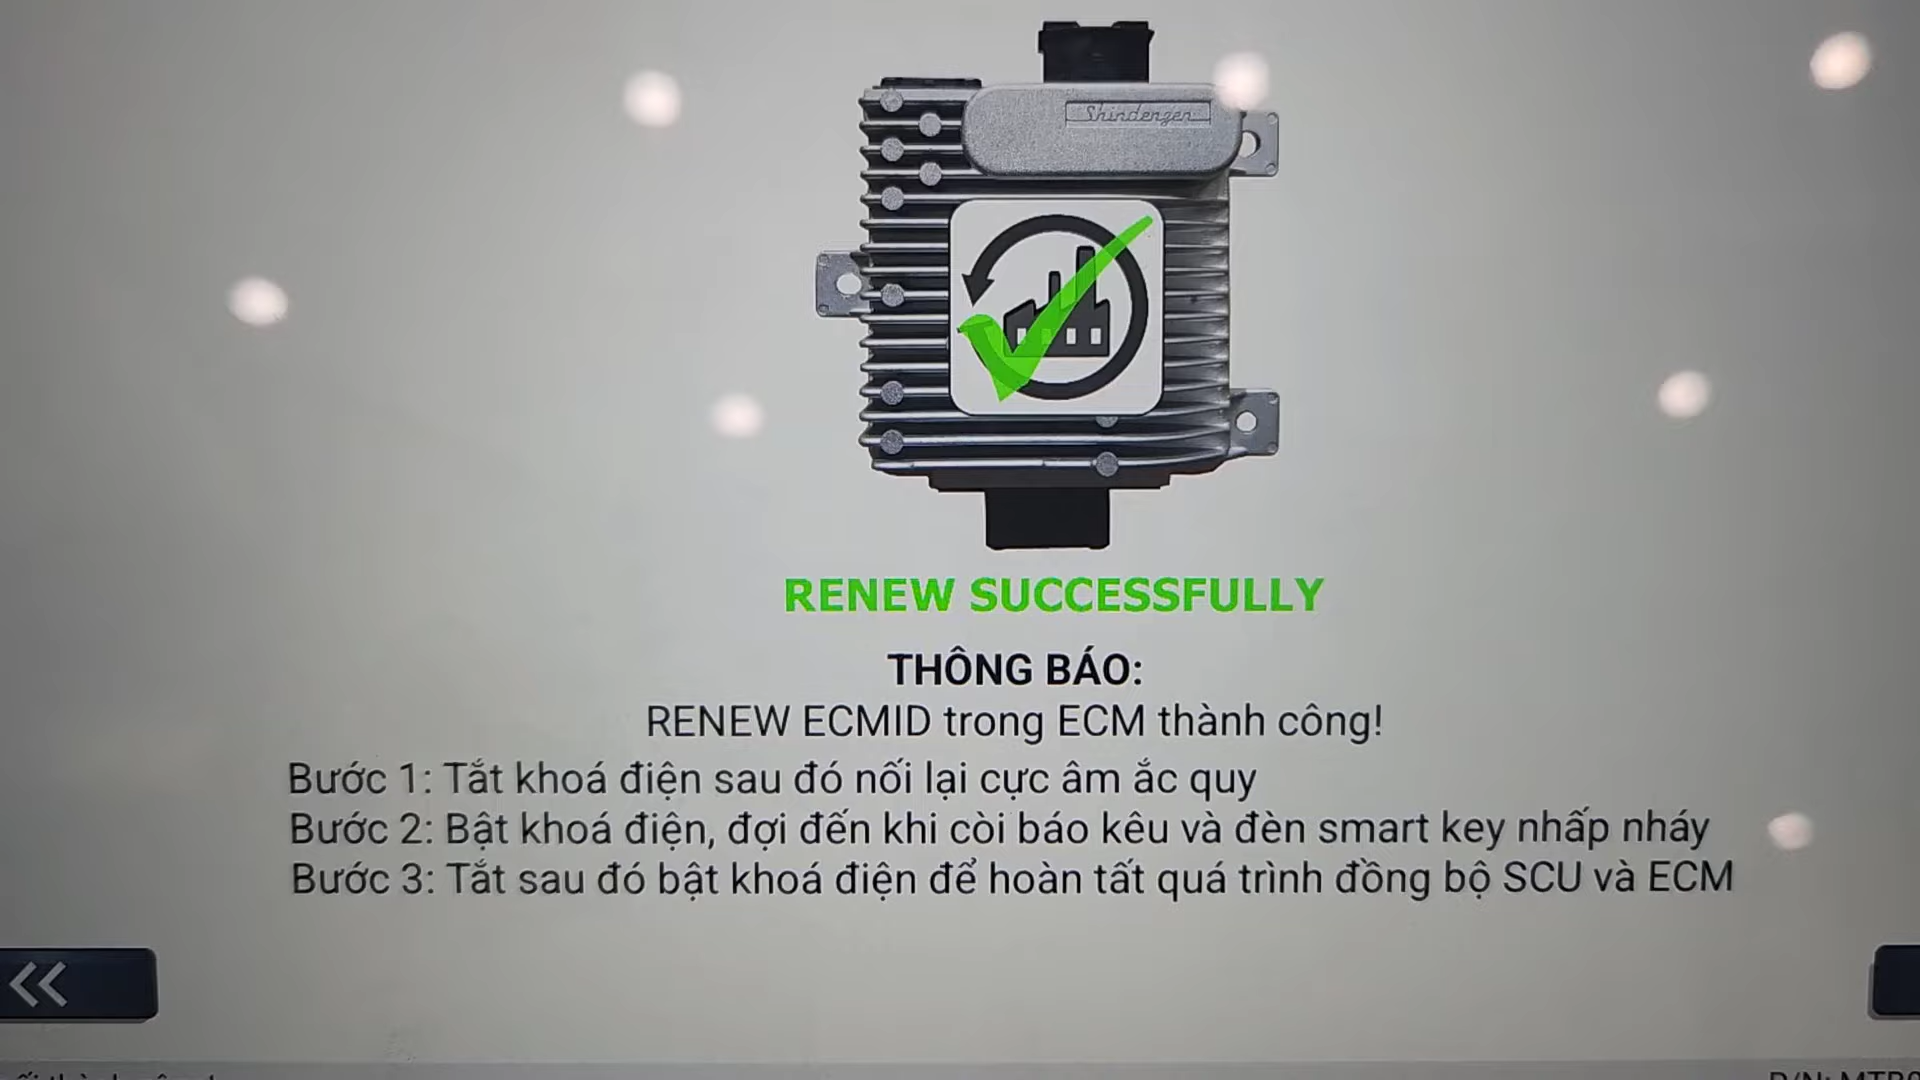 Shindengen
RENEW SUCCESSFULLY
THÔNG BÁO:
RENEW ECMID trong ECM thành công!
Bước 1: Tắt khoá điện sau đó nối lại cực âm ắc quy
Bước 2: Bật khoá điện, đợi đến khi còi báo kêu và đèn smart key nhấp nháy
Bước 3: Tắt sau đó bật khoá điện để hoàn tất quá trình đồng bộ SCU và ECM